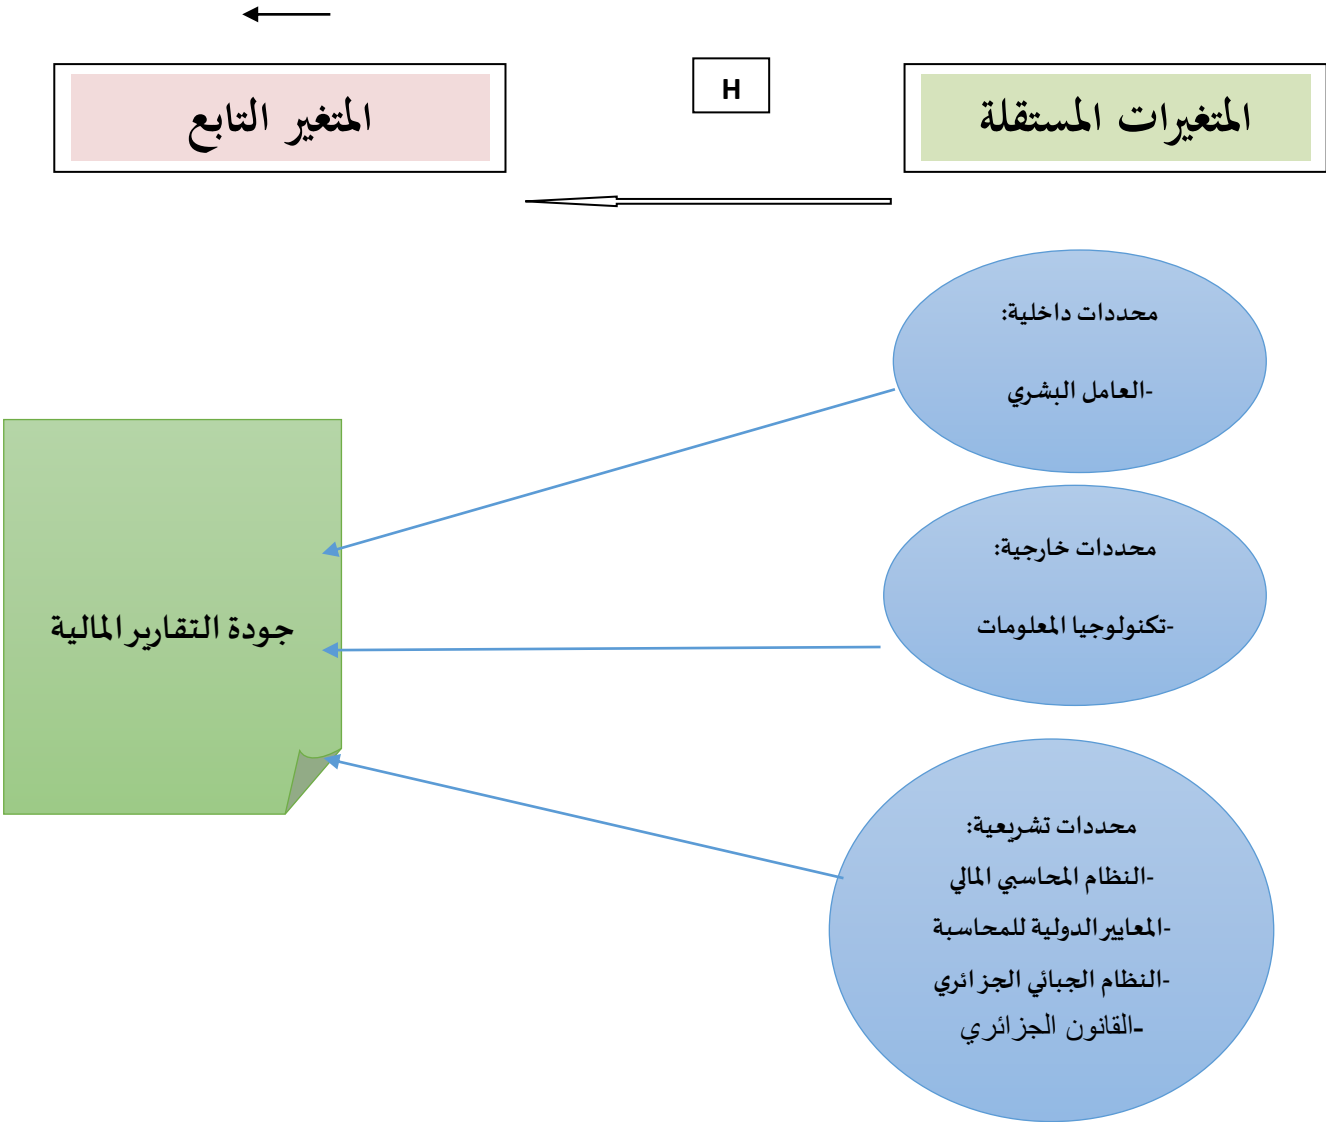 المتغيرات المستقلة
H
المتغير التابع
محددات داخلية:
-العامل البشري
محددات خارجية:
-تكنولوجيا المعلومات
جودة التقارير المالية
محددات تشريعية:
-النظام المحاسبي المالي
-المعايير الدولية للمحاسبة
-النظام الجبائي الجزائري
-القانون الجزائري